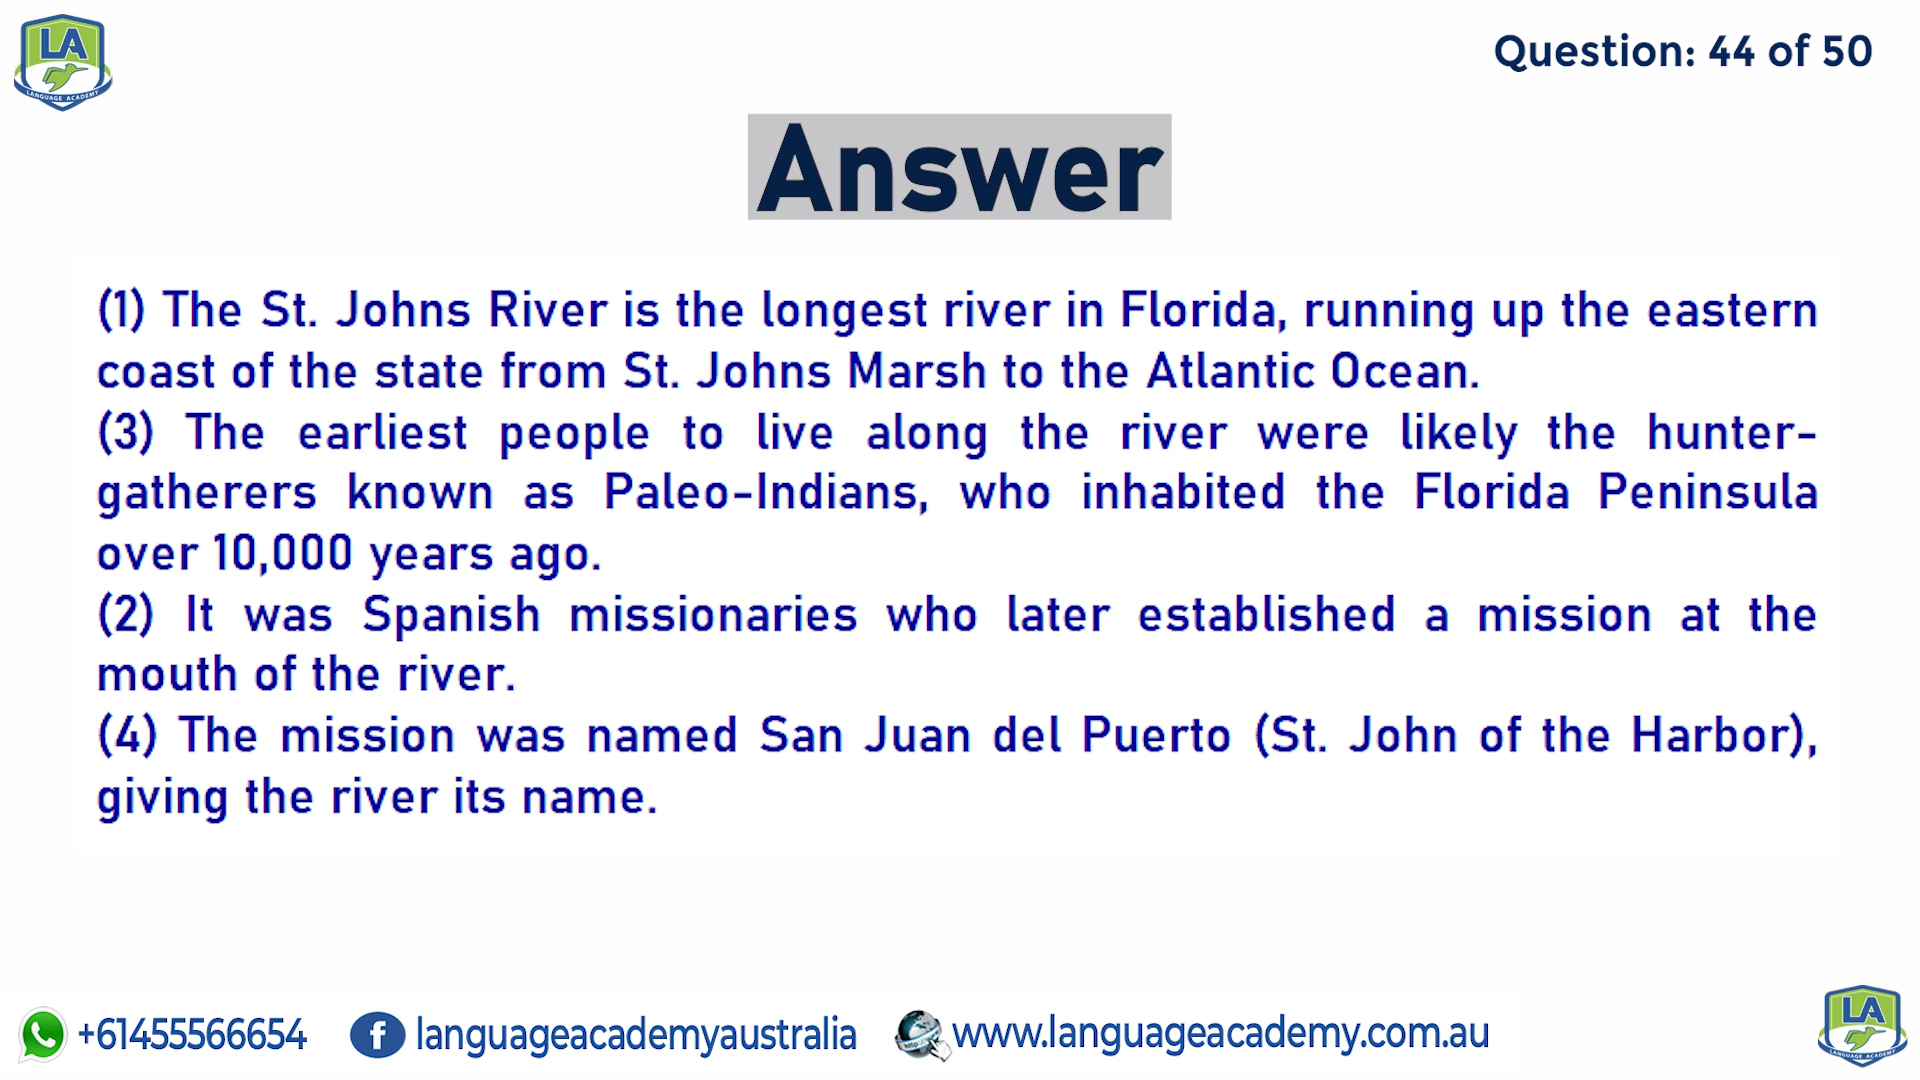 LA
LANGUAGE ACADEMY
Question: 44 of 50
Answer
(1) The St. Johns River is the longest river in Florida, running up the eastern
coast of the state from St. Johns Marsh to the Atlantic Ocean.
(3) The earliest people to live along the river were likely the hunter-
gatherers known as Paleo-Indians, who inhabited the Florida Peninsula
over 10,000 years ago.
(2) It was Spanish missionaries who later established a mission at the
mouth of the river.
(4) The mission was named San Juan del Puerto (St. John of the Harbor),
giving the river its name.
+61455566654
f languageacademyaustralia
www.languageacademy.com.au
LA
LANGUAGE ACADEMY